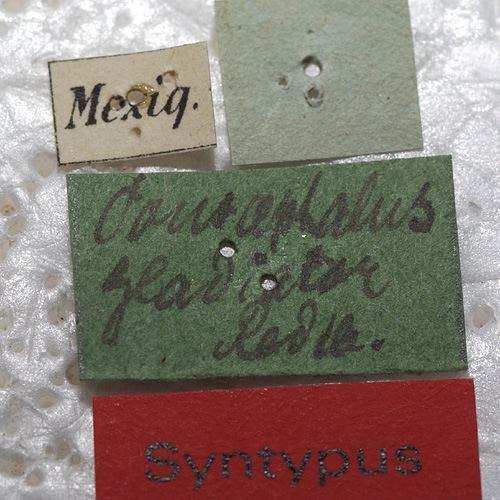 Mexiq.
Conocephalus
gladiator
Redtb.
Syntypus